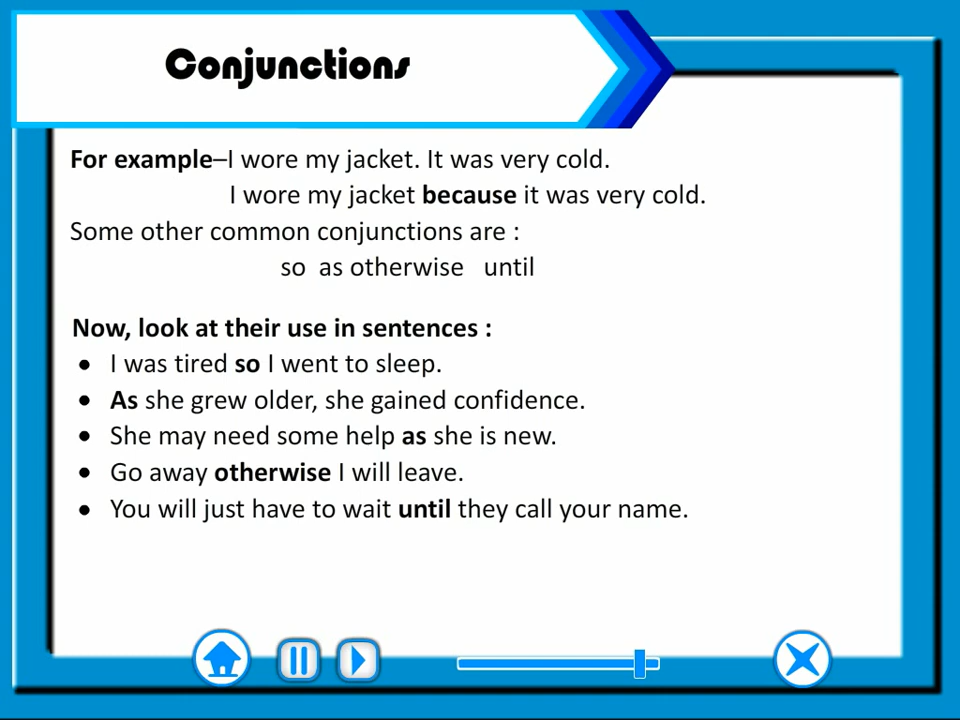 Conjunctions
For example–I wore my jacket. It was very cold.
I wore my jacket because it was very cold.
Some other common conjunctions are :
so as otherwise until
Now, look at their use in sentences :
• I was tired so I went to sleep.
• As she grew older, she gained confidence.
• She may need some help as she is new.
• Go away otherwise I will leave.
• You will just have to wait until they call your name.